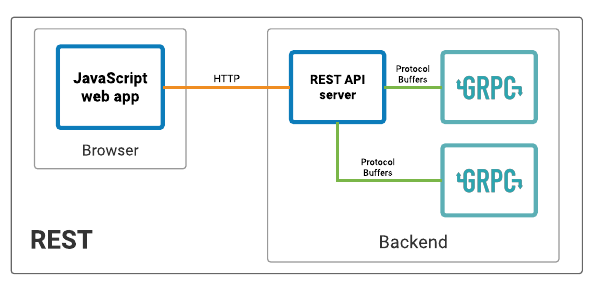 JavaScript
web app
Browser
HTTP
REST API
server
Protocol
Buffers
GRPC
Protocol
Buffers
GRPC
REST
Backend